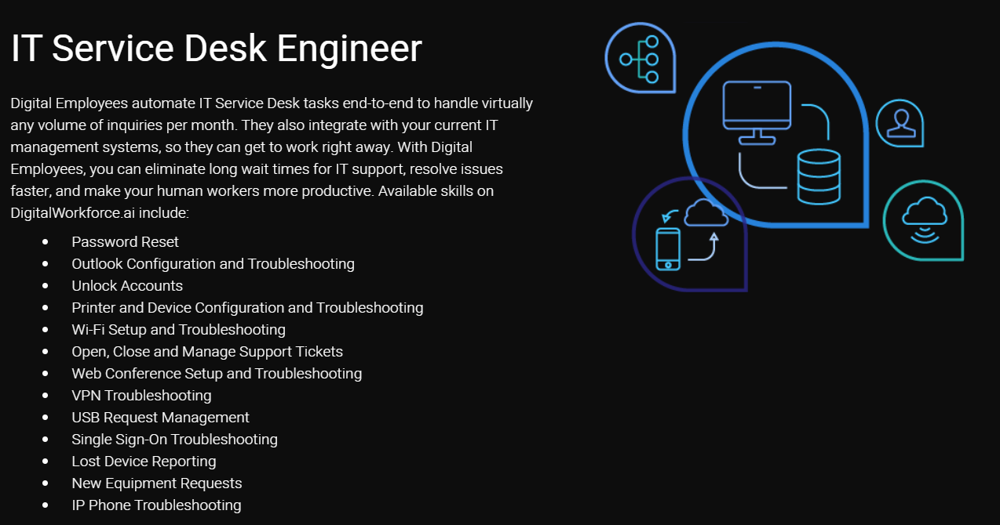 IT Service Desk Engineer
Digital Employees automate IT Service Desk tasks end-to-end to handle virtually
any volume of inquiries per month. They also integrate with your current IT
management systems, so they can get to work right away. With Digital
Employees, you can eliminate long wait times for IT support, resolve issues
faster, and make your human workers more productive. Available skills on
DigitalWorkforce.ai include:
• Password Reset
• Outlook Configuration and Troubleshooting
• Unlock Accounts
• Printer and Device Configuration and Troubleshooting
• Wi-Fi Setup and Troubleshooting
• Open, Close and Manage Support Tickets
• Web Conference Setup and Troubleshooting
• VPN Troubleshooting
• USB Request Management
• Single Sign-On Troubleshooting
• Lost Device Reporting
• New Equipment Requests
• IP Phone Troubleshooting